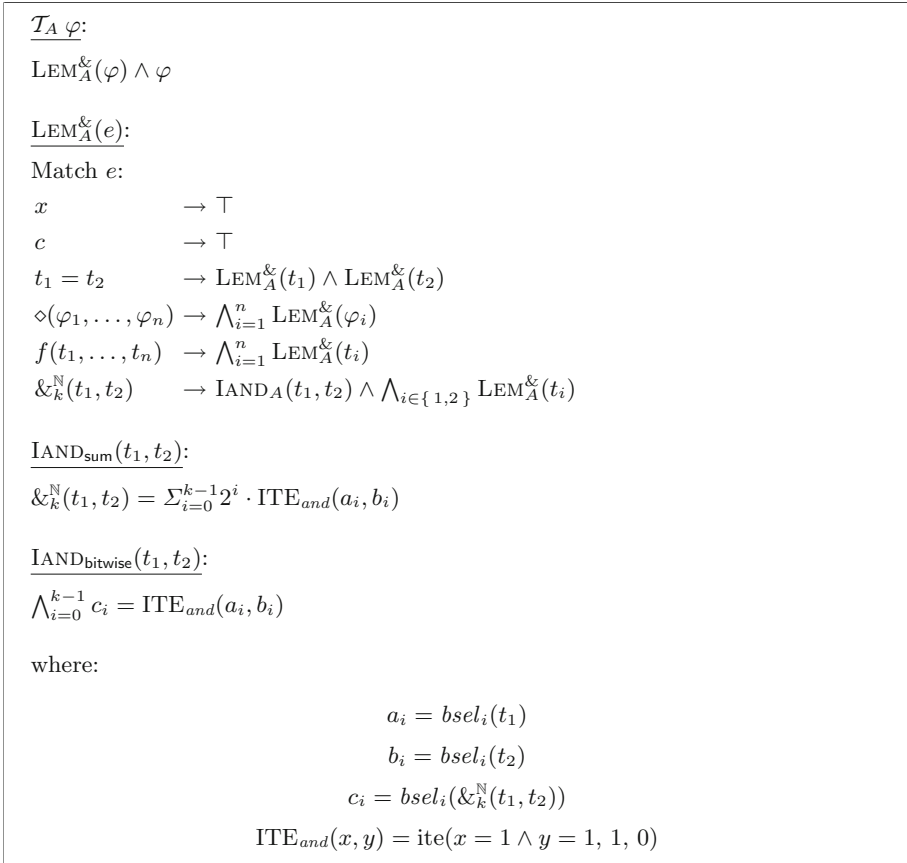 𝒯_A φ:
LEM^&_A(φ) ∧ φ
LEM^&_A(e):
Match e:
x → ⊤
c → ⊤
t_1 = t_2 → LEM^&_A(t_1) ∧ LEM^&_A(t_2)
⋄(φ_1, …, φ_n) → ⋀^n_{i=1} LEM^&_A(φ_i)
f(t_1, …, t_n) → ⋀^n_{i=1} LEM^&_A(t_i)
&^ℕ_k(t_1, t_2) → IAND_A(t_1, t_2) ∧ ⋀_{i∈{1,2}} LEM^&_A(t_i)
IAND_sum(t_1, t_2):
&^ℕ_k(t_1, t_2) = Σ^{k−1}_{i=0} 2^i · ITE_and(a_i, b_i)
IAND_bitwise(t_1, t_2):
⋀^{k−1}_{i=0} c_i = ITE_and(a_i, b_i)
where:
a_i = bsel_i(t_1)
b_i = bsel_i(t_2)
c_i = bsel_i(&^ℕ_k(t_1, t_2))
ITE_and(x, y) = ite(x = 1 ∧ y = 1, 1, 0)